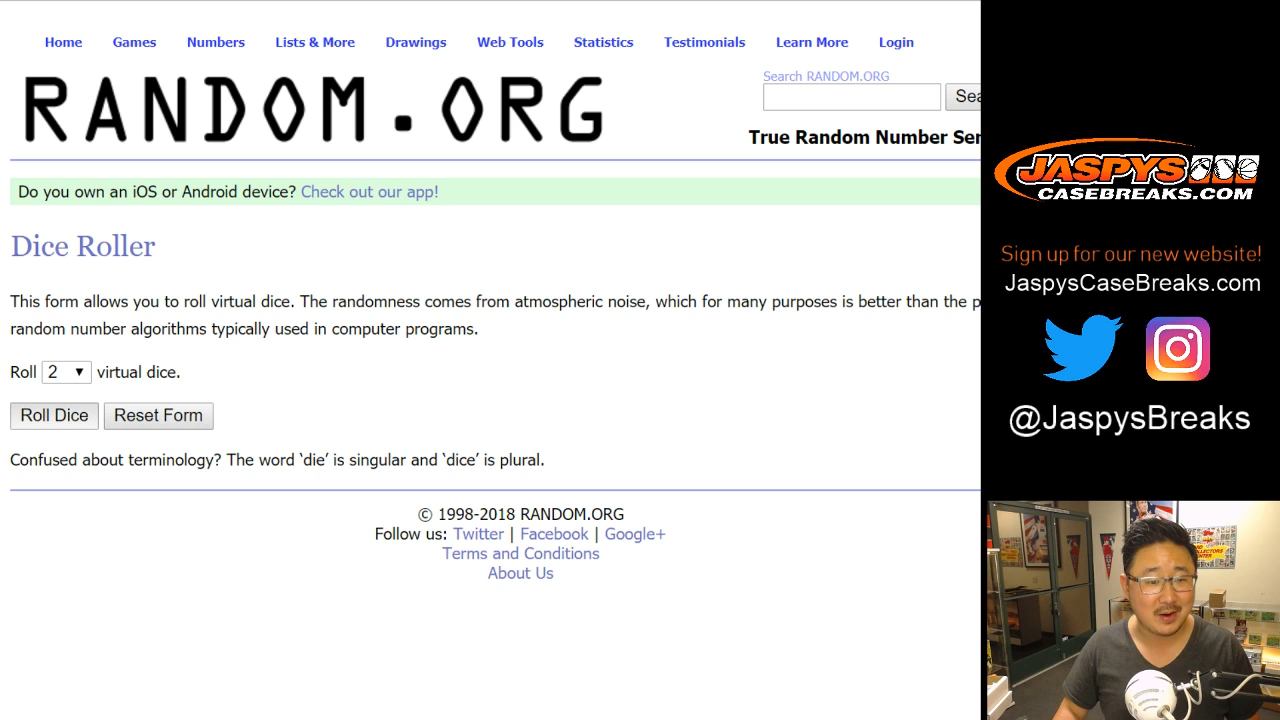 Home Games Numbers Lists & More Drawings Web Tools Statistics Testimonials Learn More Login
RANDOM.ORG
Search RANDOM.ORG
Sea
True Random Number Ser
Do you own an iOS or Android device? Check out our app!
Dice Roller
This form allows you to roll virtual dice. The randomness comes from atmospheric noise, which for many purposes is better than the p
random number algorithms typically used in computer programs.
Roll 2 virtual dice.
Roll Dice Reset Form
Confused about terminology? The word ‘die’ is singular and ‘dice’ is plural.
© 1998-2018 RANDOM.ORG
Follow us: Twitter | Facebook | Google+
Terms and Conditions
About Us
JASPYS
CASEBREAKS.COM
Sign up for our new website!
JaspysCaseBreaks.com
@JaspysBreaks